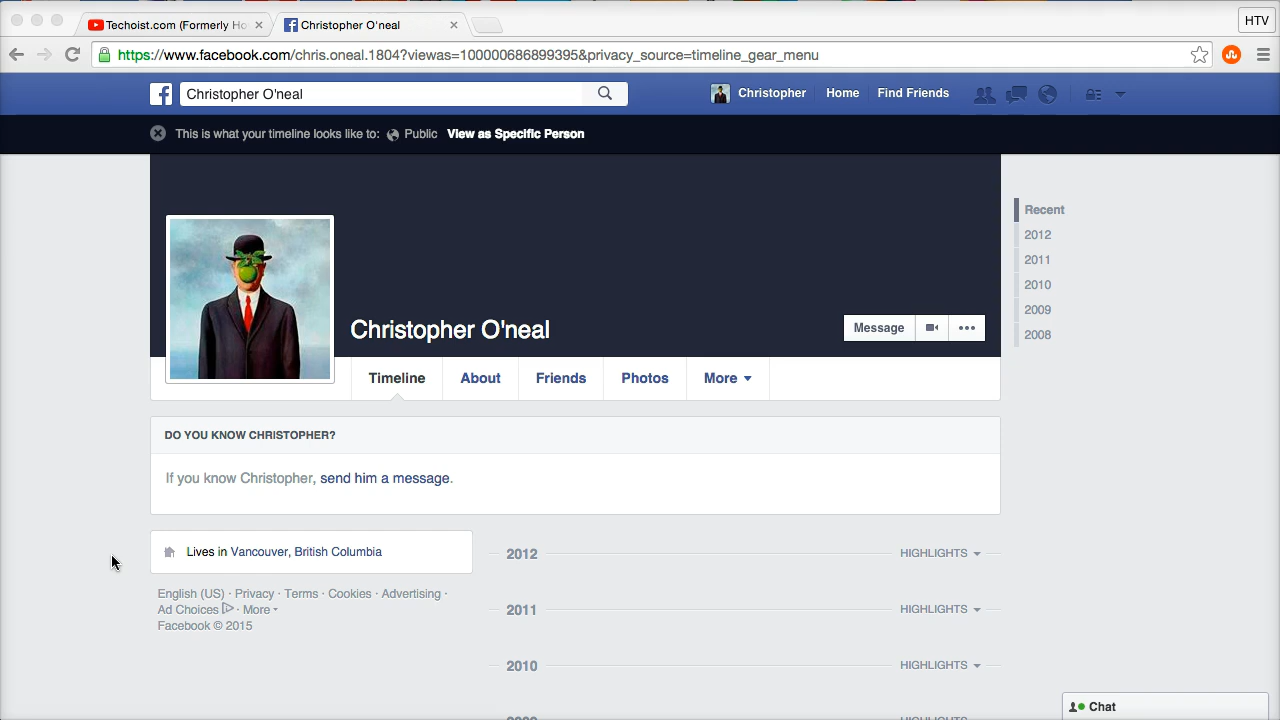 Techoist.com (Formerly Ho
Christopher O'neal
HTV
https://www.facebook.com/chris.oneal.1804?viewas=100000686899395&privacy_source=timeline_gear_menu
Christopher O'neal
Christopher
Home
Find Friends
This is what your timeline looks like to: Public View as Specific Person
Christopher O'neal
Message
Timeline
About
Friends
Photos
More
Recent
2012
2011
2010
2009
2008
DO YOU KNOW CHRISTOPHER?
If you know Christopher, send him a message.
Lives in Vancouver, British Columbia
English (US) · Privacy · Terms · Cookies · Advertising ·
Ad Choices · More
Facebook © 2015
2012
HIGHLIGHTS
2011
HIGHLIGHTS
2010
HIGHLIGHTS
Chat